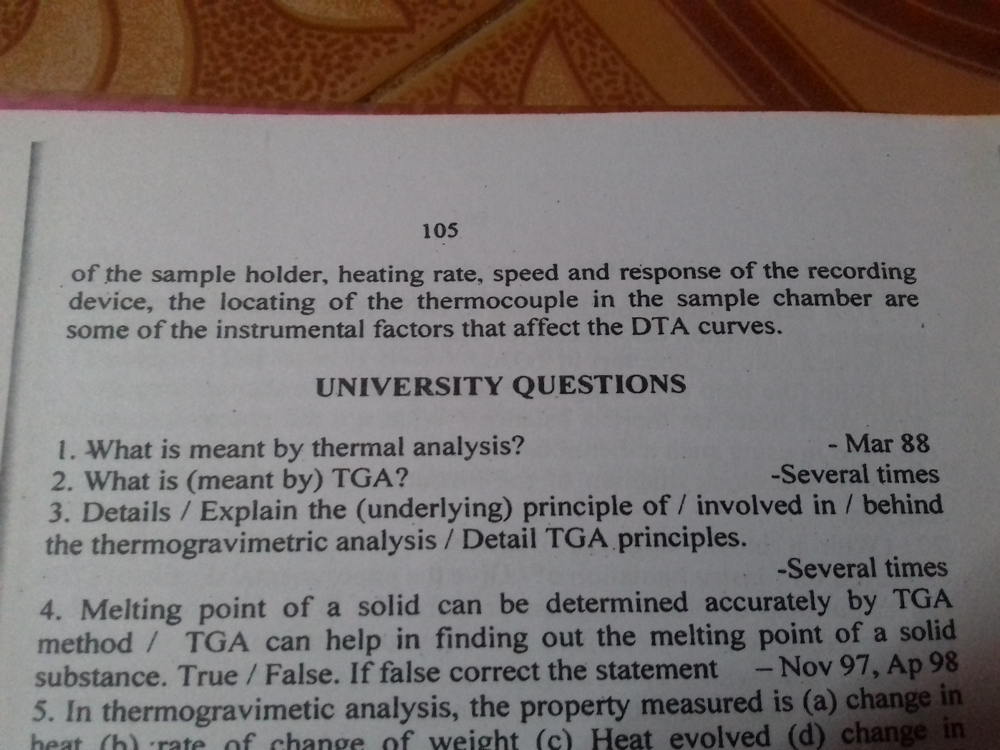 105
of the sample holder, heating rate, speed and response of the recording
device, the locating of the thermocouple in the sample chamber are
some of the instrumental factors that affect the DTA curves.
UNIVERSITY QUESTIONS
1. What is meant by thermal analysis? - Mar 88
2. What is (meant by) TGA? -Several times
3. Details / Explain the (underlying) principle of / involved in / behind
the thermogravimetric analysis / Detail TGA principles.
-Several times
4. Melting point of a solid can be determined accurately by TGA
method / TGA can help in finding out the melting point of a solid
substance. True / False. If false correct the statement – Nov 97, Ap 98
5. In thermogravimetic analysis, the property measured is (a) change in
heat (b) rate of change of weight (c) Heat evolved (d) change in